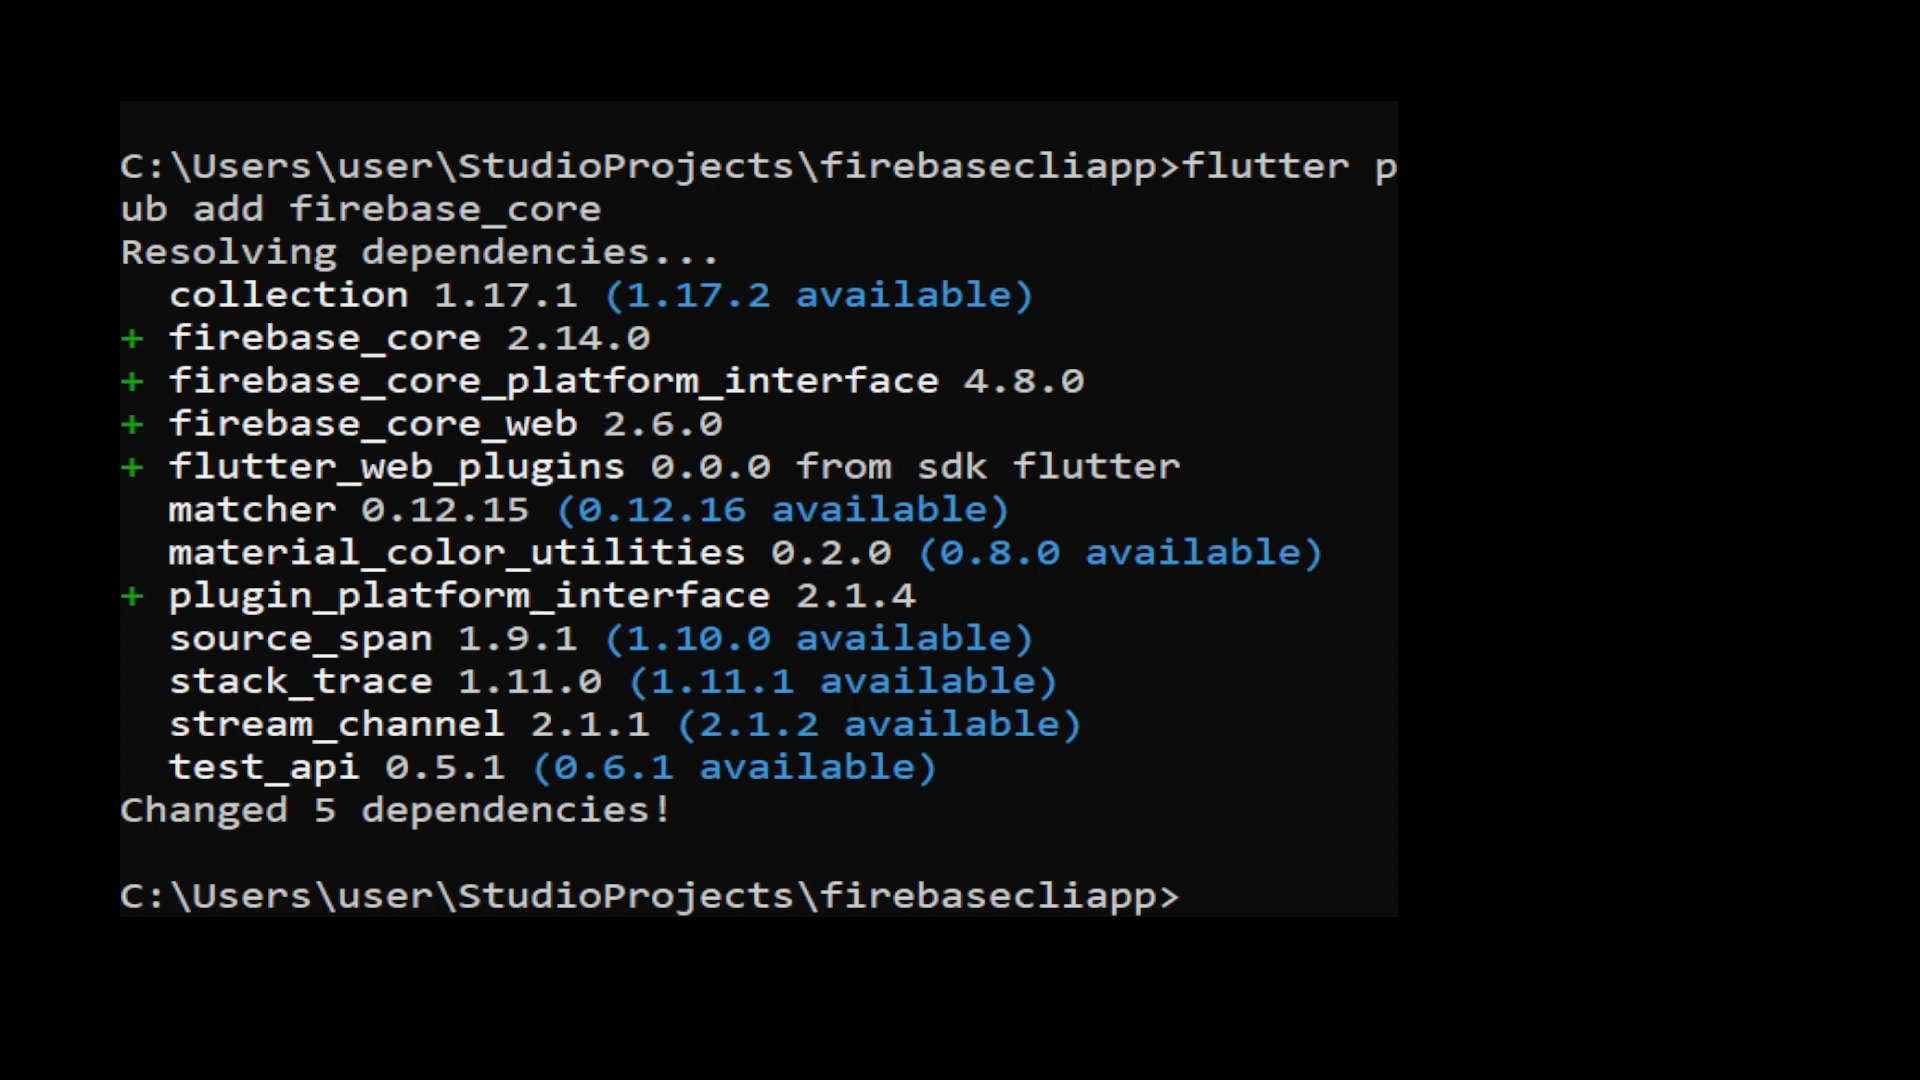 C:\Users\user\StudioProjects\firebasecliapp>flutter p
ub add firebase_core
Resolving dependencies...
  collection 1.17.1 (1.17.2 available)
+ firebase_core 2.14.0
+ firebase_core_platform_interface 4.8.0
+ firebase_core_web 2.6.0
+ flutter_web_plugins 0.0.0 from sdk flutter
  matcher 0.12.15 (0.12.16 available)
  material_color_utilities 0.2.0 (0.8.0 available)
+ plugin_platform_interface 2.1.4
  source_span 1.9.1 (1.10.0 available)
  stack_trace 1.11.0 (1.11.1 available)
  stream_channel 2.1.1 (2.1.2 available)
  test_api 0.5.1 (0.6.1 available)
Changed 5 dependencies!
C:\Users\user\StudioProjects\firebasecliapp>